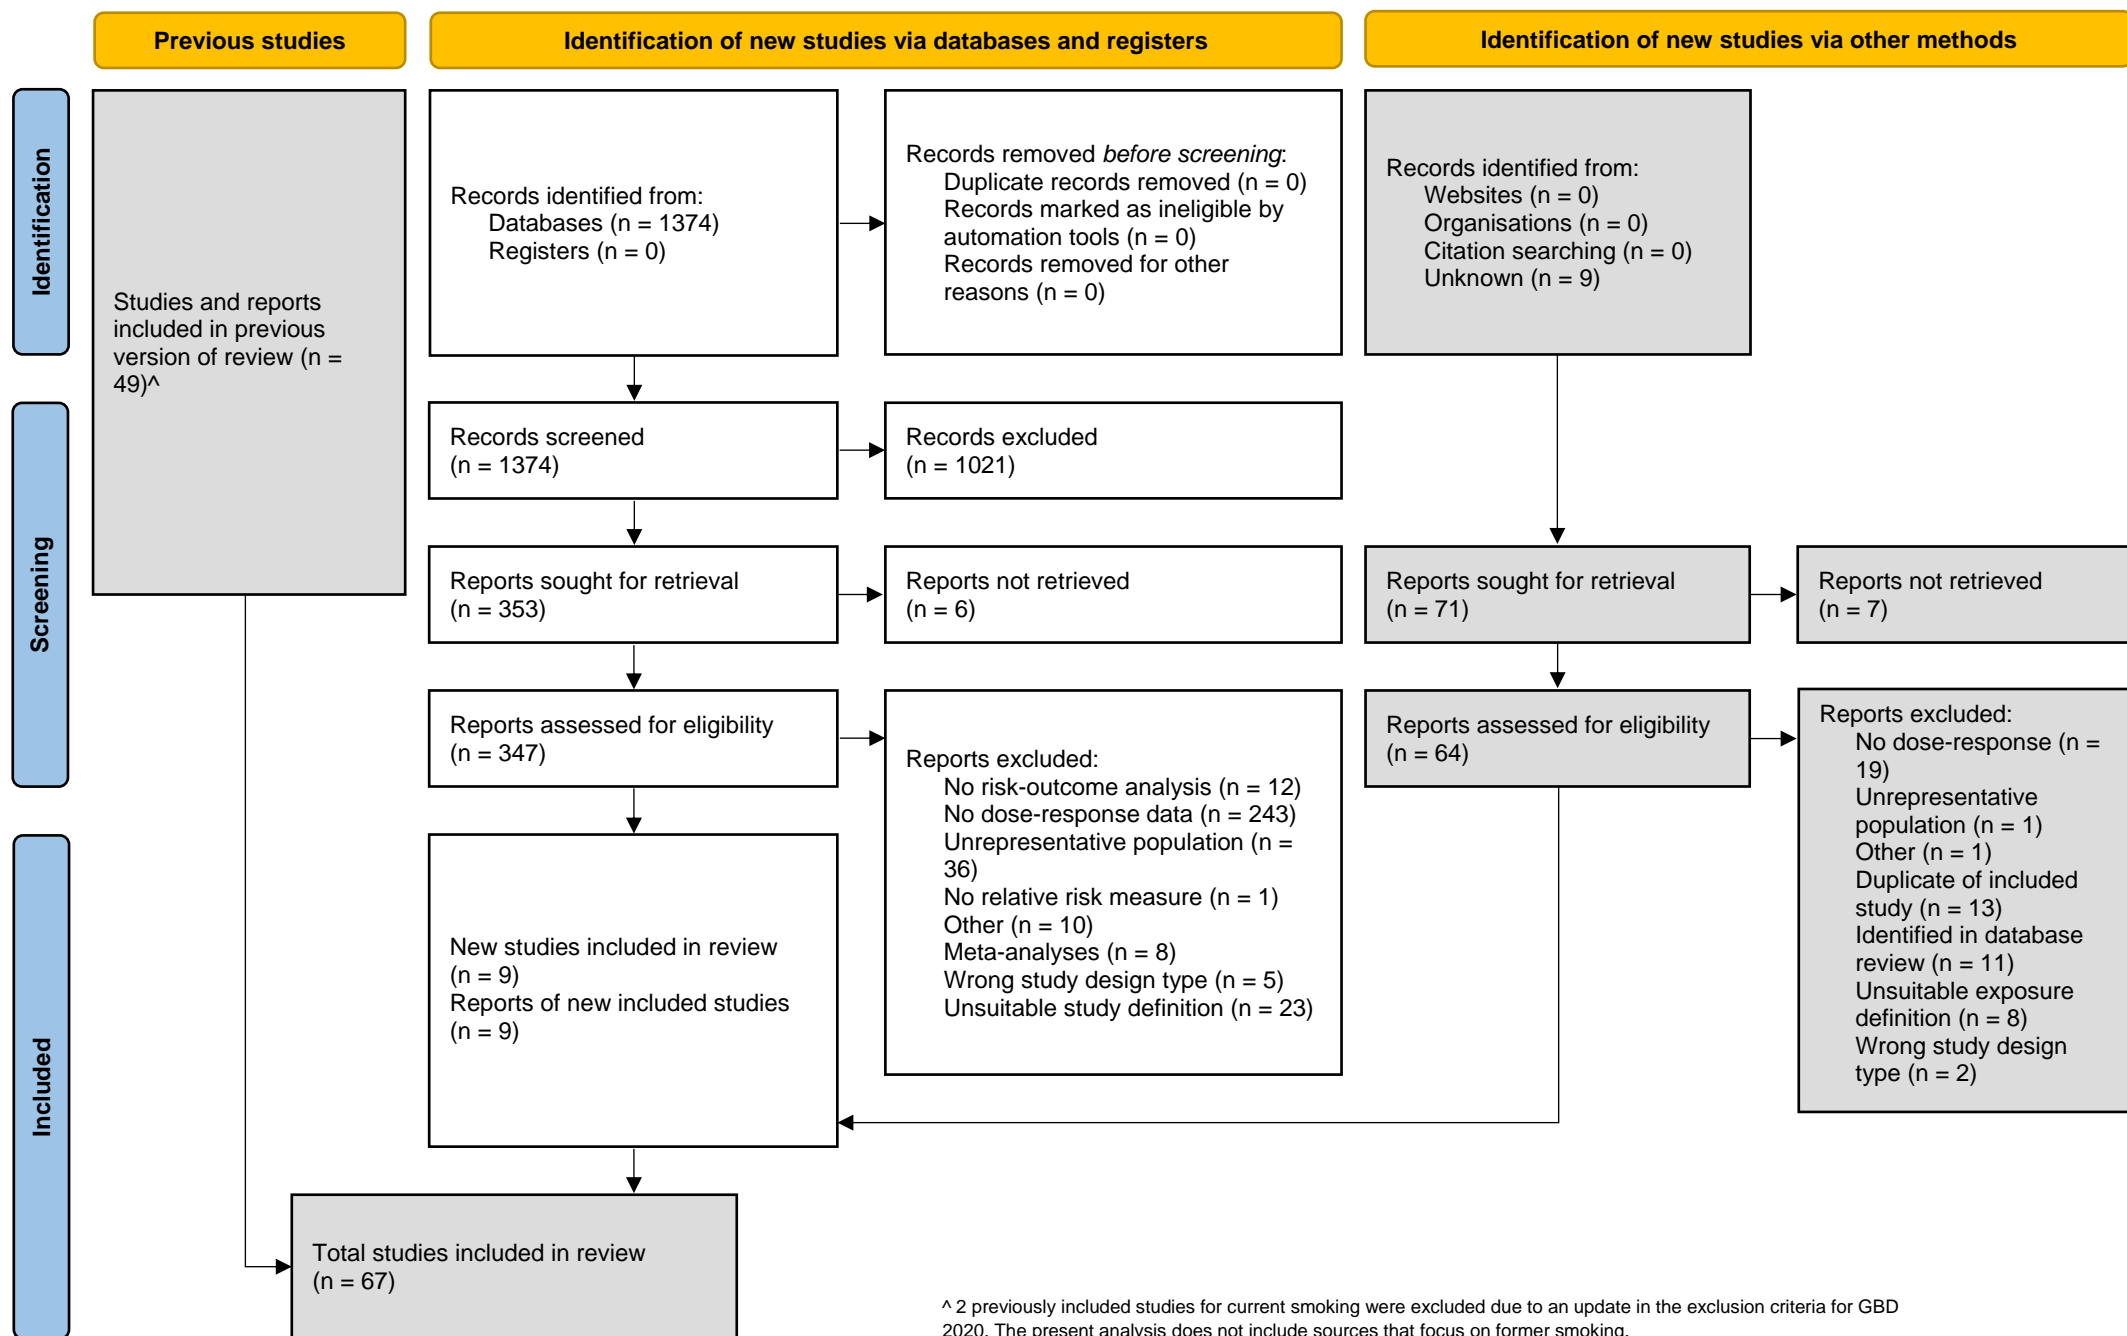 Previous studies
Identification of new studies via databases and registers
Identification of new studies via other methods
Identification
Studies and reports
included in previous
version of review (n =
49)^
Records identified from:
Databases (n = 1374)
Registers (n = 0)
Records removed before screening:
Duplicate records removed (n = 0)
Records marked as ineligible by
automation tools (n = 0)
Records removed for other
reasons (n = 0)
Records identified from:
Websites (n = 0)
Organisations (n = 0)
Citation searching (n = 0)
Unknown (n = 9)
Screening
Records screened
(n = 1374)
Records excluded
(n = 1021)
Reports sought for retrieval
(n = 353)
Reports not retrieved
(n = 6)
Reports sought for retrieval
(n = 71)
Reports not retrieved
(n = 7)
Reports assessed for eligibility
(n = 347)
Reports excluded:
No risk-outcome analysis (n = 12)
No dose-response data (n = 243)
Unrepresentative population (n =
36)
No relative risk measure (n = 1)
Other (n = 10)
Meta-analyses (n = 8)
Wrong study design type (n = 5)
Unsuitable study definition (n = 23)
Reports assessed for eligibility
(n = 64)
Reports excluded:
No dose-response (n =
19)
Unrepresentative
population (n = 1)
Other (n = 1)
Duplicate of included
study (n = 13)
Identified in database
review (n = 11)
Unsuitable exposure
definition (n = 8)
Wrong study design
type (n = 2)
Included
New studies included in review
(n = 9)
Reports of new included studies
(n = 9)
Total studies included in review
(n = 67)
^ 2 previously included studies for current smoking were excluded due to an update in the exclusion criteria for GBD
2020. The present analysis does not include sources that focus on former smoking.